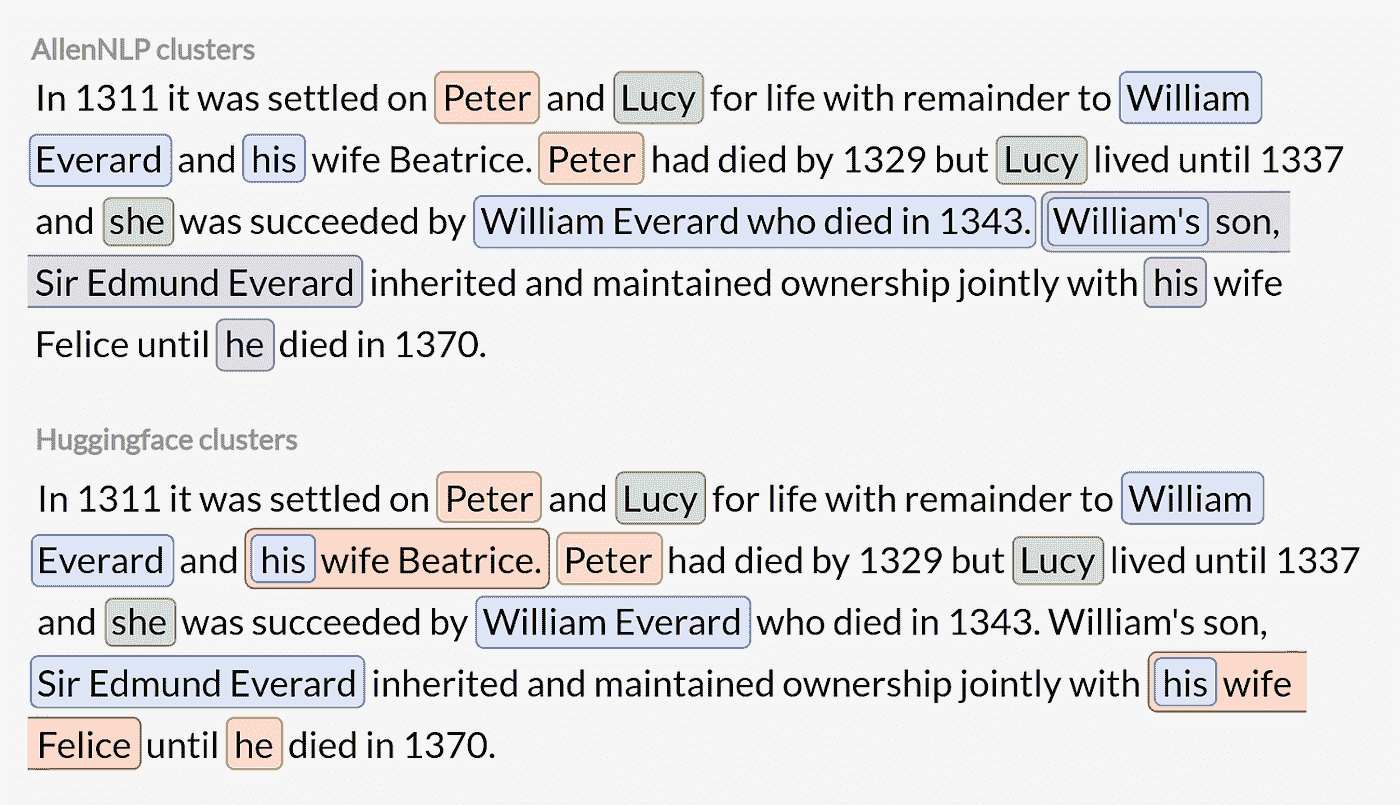 AllenNLP clusters
In 1311 it was settled on Peter and Lucy for life with remainder to William
Everard and his wife Beatrice. Peter had died by 1329 but Lucy lived until 1337
and she was succeeded by William Everard who died in 1343. William's son,
Sir Edmund Everard inherited and maintained ownership jointly with his wife
Felice until he died in 1370.
Huggingface clusters
In 1311 it was settled on Peter and Lucy for life with remainder to William
Everard and his wife Beatrice. Peter had died by 1329 but Lucy lived until 1337
and she was succeeded by William Everard who died in 1343. William's son,
Sir Edmund Everard inherited and maintained ownership jointly with his wife
Felice until he died in 1370.